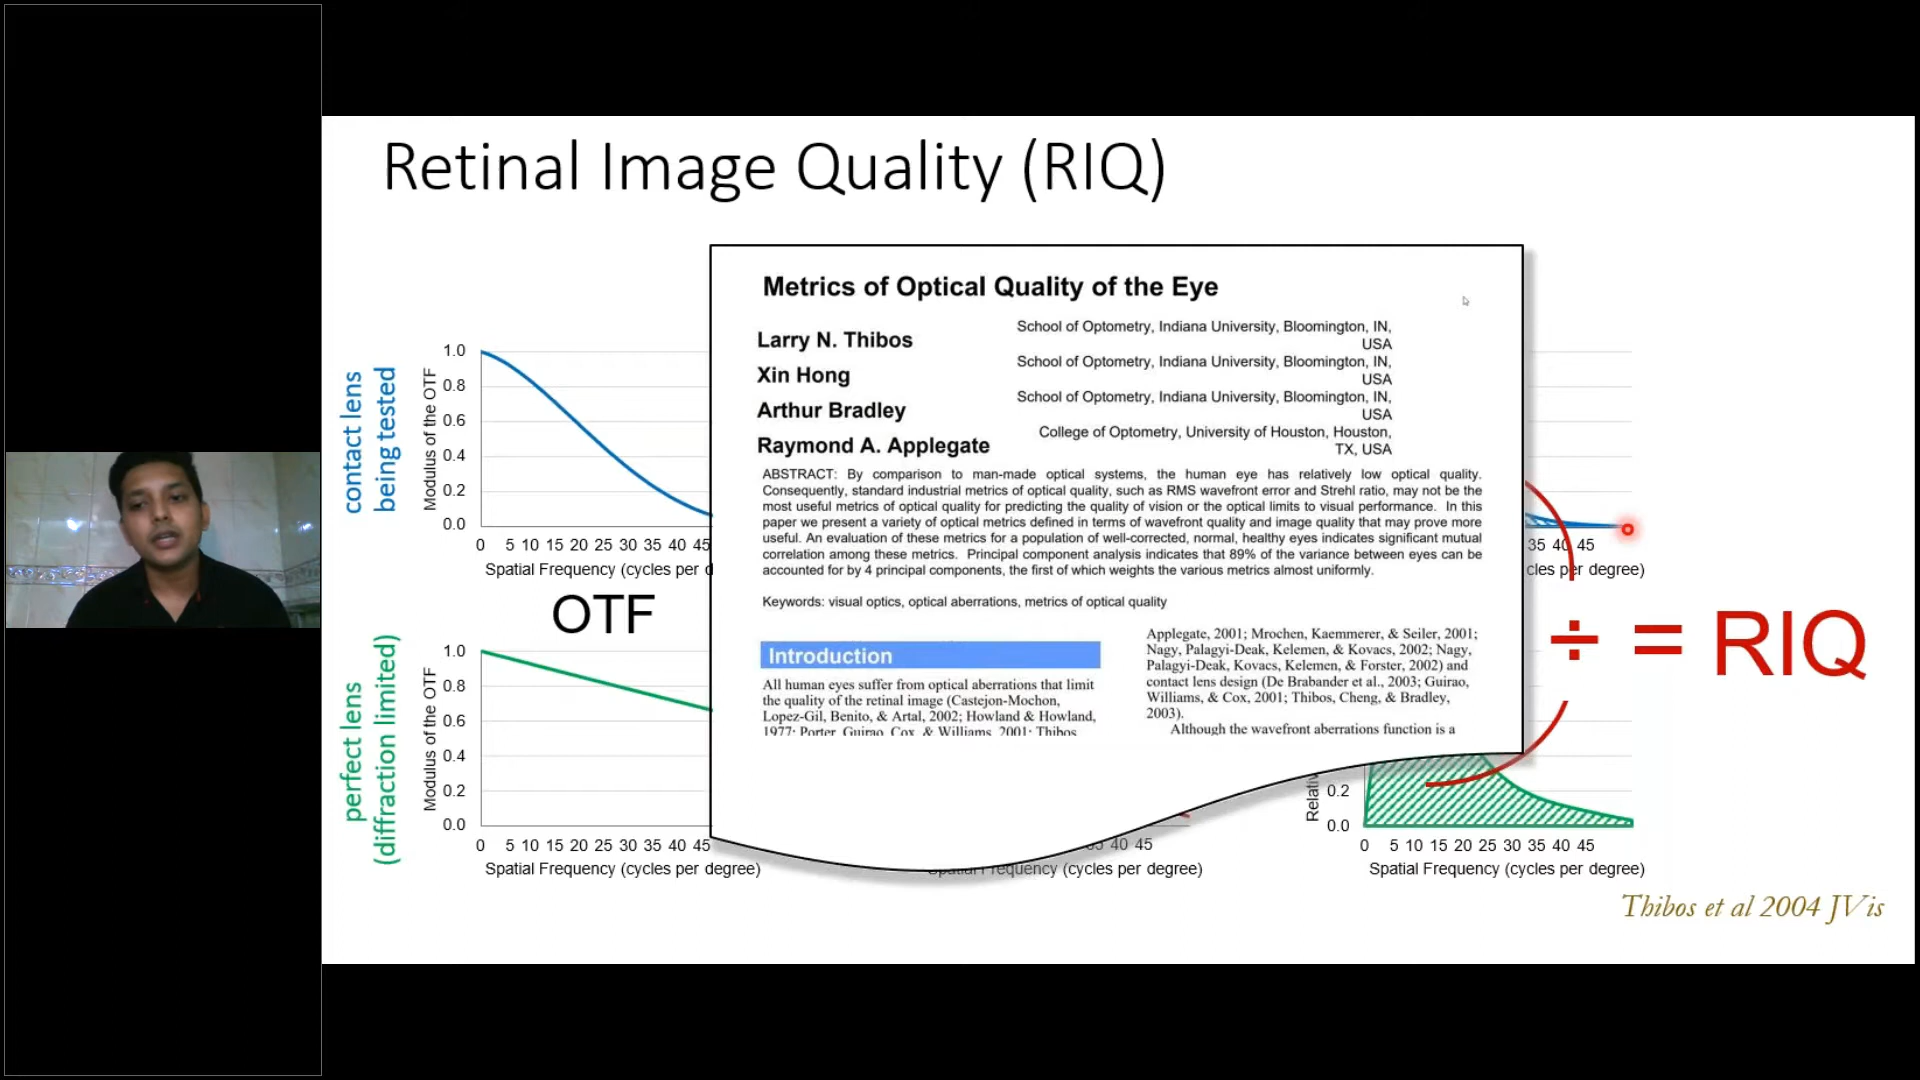 Retinal Image Quality (RIQ)
Metrics of Optical Quality of the Eye
Larry N. Thibos
School of Optometry, Indiana University, Bloomington, IN,
USA
Xin Hong
School of Optometry, Indiana University, Bloomington, IN,
USA
Arthur Bradley
School of Optometry, Indiana University, Bloomington, IN,
USA
Raymond A. Applegate
College of Optometry, University of Houston, Houston,
TX, USA
ABSTRACT: By comparison to man-made optical systems, the human eye has relatively low optical quality.
Consequently, standard industrial metrics of optical quality, such as RMS wavefront error and Strehl ratio, may not be the
most useful metrics of optical quality for predicting the quality of vision or the optical limits to visual performance. In this
paper we present a variety of optical metrics defined in terms of wavefront quality and image quality that may prove more
useful. An evaluation of these metrics for a population of well-corrected, normal, healthy eyes indicates significant mutual
correlation among these metrics. Principal component analysis indicates that 89% of the variance between eyes can be
accounted for by 4 principal components, the first of which weights the various metrics almost uniformly.
Keywords: visual optics, optical aberrations, metrics of optical quality
Introduction
All human eyes suffer from optical aberrations that limit
the quality of the retinal image (Castejon-Mochon,
Lopez-Gil, Benito, & Artal, 2002; Howland & Howland,
1977; Porter, Guirao, Cox, & Williams, 2001; Thibos,
Applegate, 2001; Mrochen, Kaemmerer, & Seiler, 2001;
Nagy, Palagyi-Deak, Kelemen, & Kovacs, 2002; Nagy,
Palagyi-Deak, Kovacs, Kelemen, & Forster, 2002) and
contact lens design (De Brabander et al., 2003; Guirao,
Williams, & Cox, 2001; Thibos, Cheng, & Bradley,
2003).
Although the wavefront aberrations function is a
contact lens
being tested
Modulus of the OTF
1.0
0.8
0.6
0.4
0.2
0.0
0 5 10 15 20 25 30 35 40 45
Spatial Frequency (cycles per d
35 40 45
cles per degree)
OTF
÷ = RIQ
perfect lens
(diffraction limited)
Modulus of the OTF
1.0
0.8
0.6
0.4
0.2
0.0
0 5 10 15 20 25 30 35 40 45
Spatial Frequency (cycles per degree)
40 45
frequency (cycles per degree)
Relativ
0.2
0.0
0 5 10 15 20 25 30 35 40 45
Spatial Frequency (cycles per degree)
Thibos et al 2004 JVis